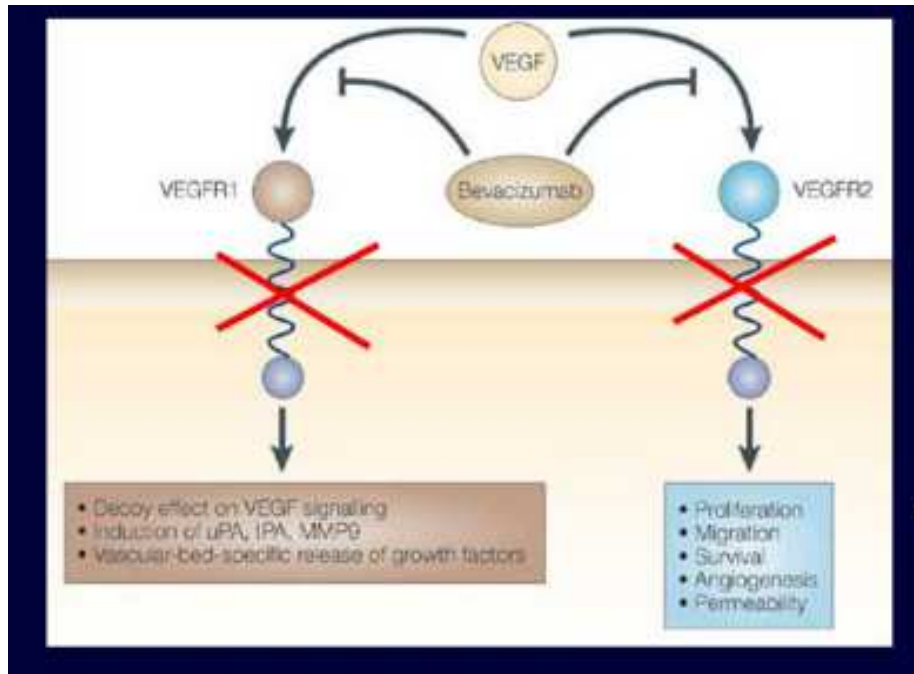 VEGF
Bevacizumab
VEGFR1
VEGFR2
• Decoy effect on VEGF signalling
• Induction of uPA, tPA, MMP9
• Vascular-bed-specific release of growth factors
• Proliferation
• Migration
• Survival
• Angiogenesis
• Permeability